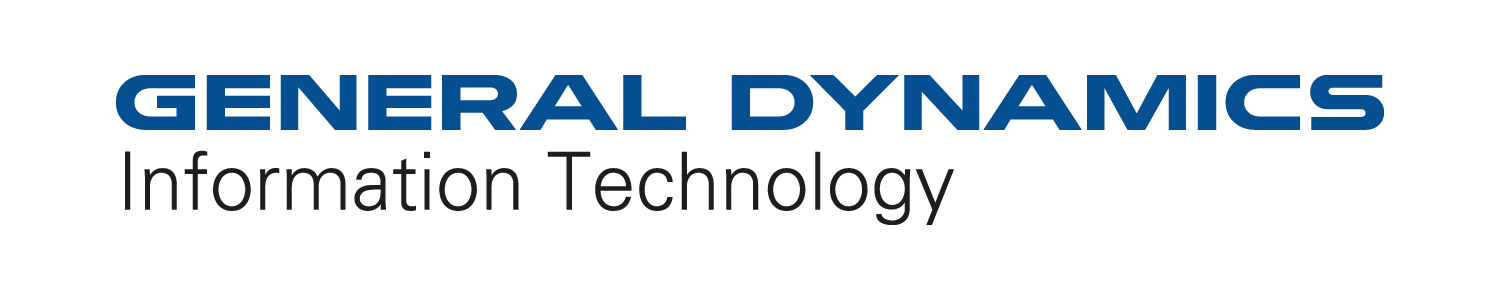 GENERAL DYNAMICS
Information Technology